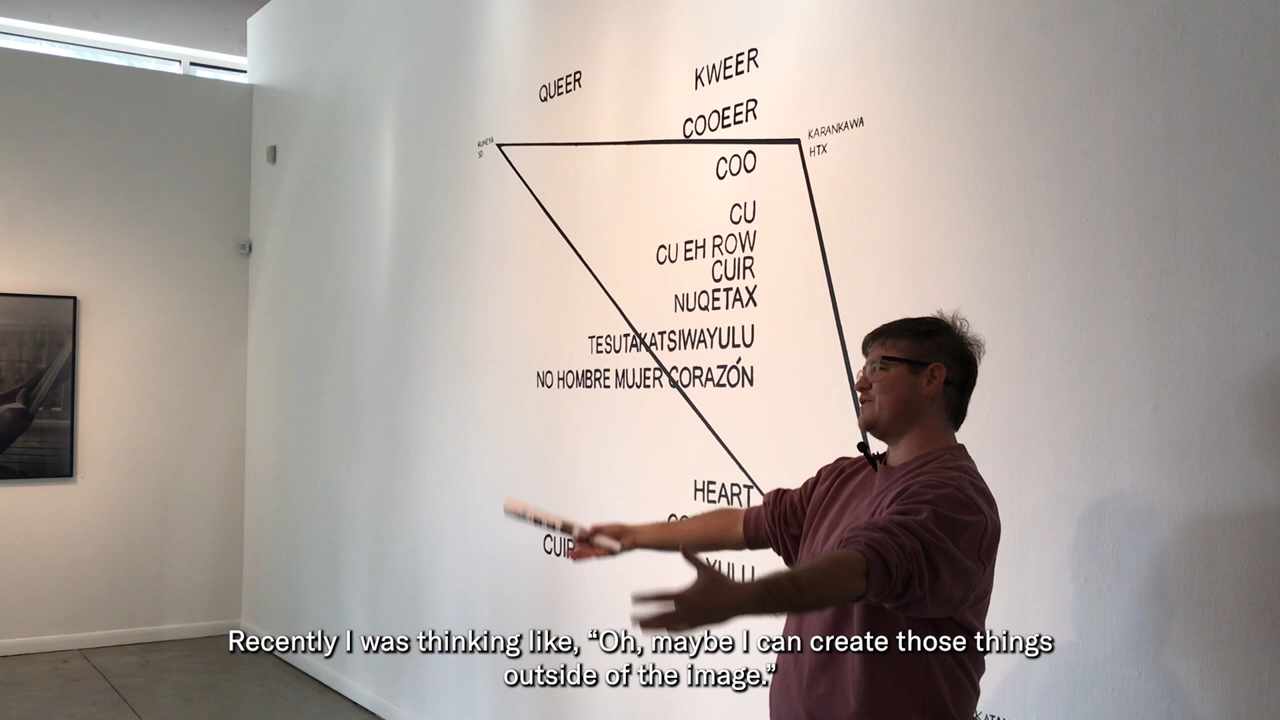 QUEER
KWEER
COOEER
KARANKAWA
HTX
SD
COO
CU
CU EH ROW
CUIR
NUQETAX
TESUTAKATSIWAYULU
NO HOMBRE MUJER CORAZÓN
HEART
CUIR
YULU
Recently I was thinking like, “Oh, maybe I can create those things
outside of the image.”